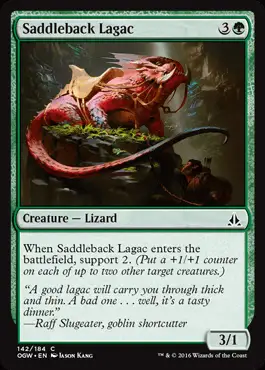 Saddleback Lagac 3
Creature — Lizard
When Saddleback Lagac enters the
battlefield, support 2. (Put a +1/+1 counter
on each of up to two other target creatures.)
“A good lagac will carry you through thick
and thin. A bad one . . . well, it’s a tasty
dinner.”
—Raff Slugeater, goblin shortcutter
3/1
142/184 C
OGW • EN Jason Kang
™ & © 2016 Wizards of the Coast